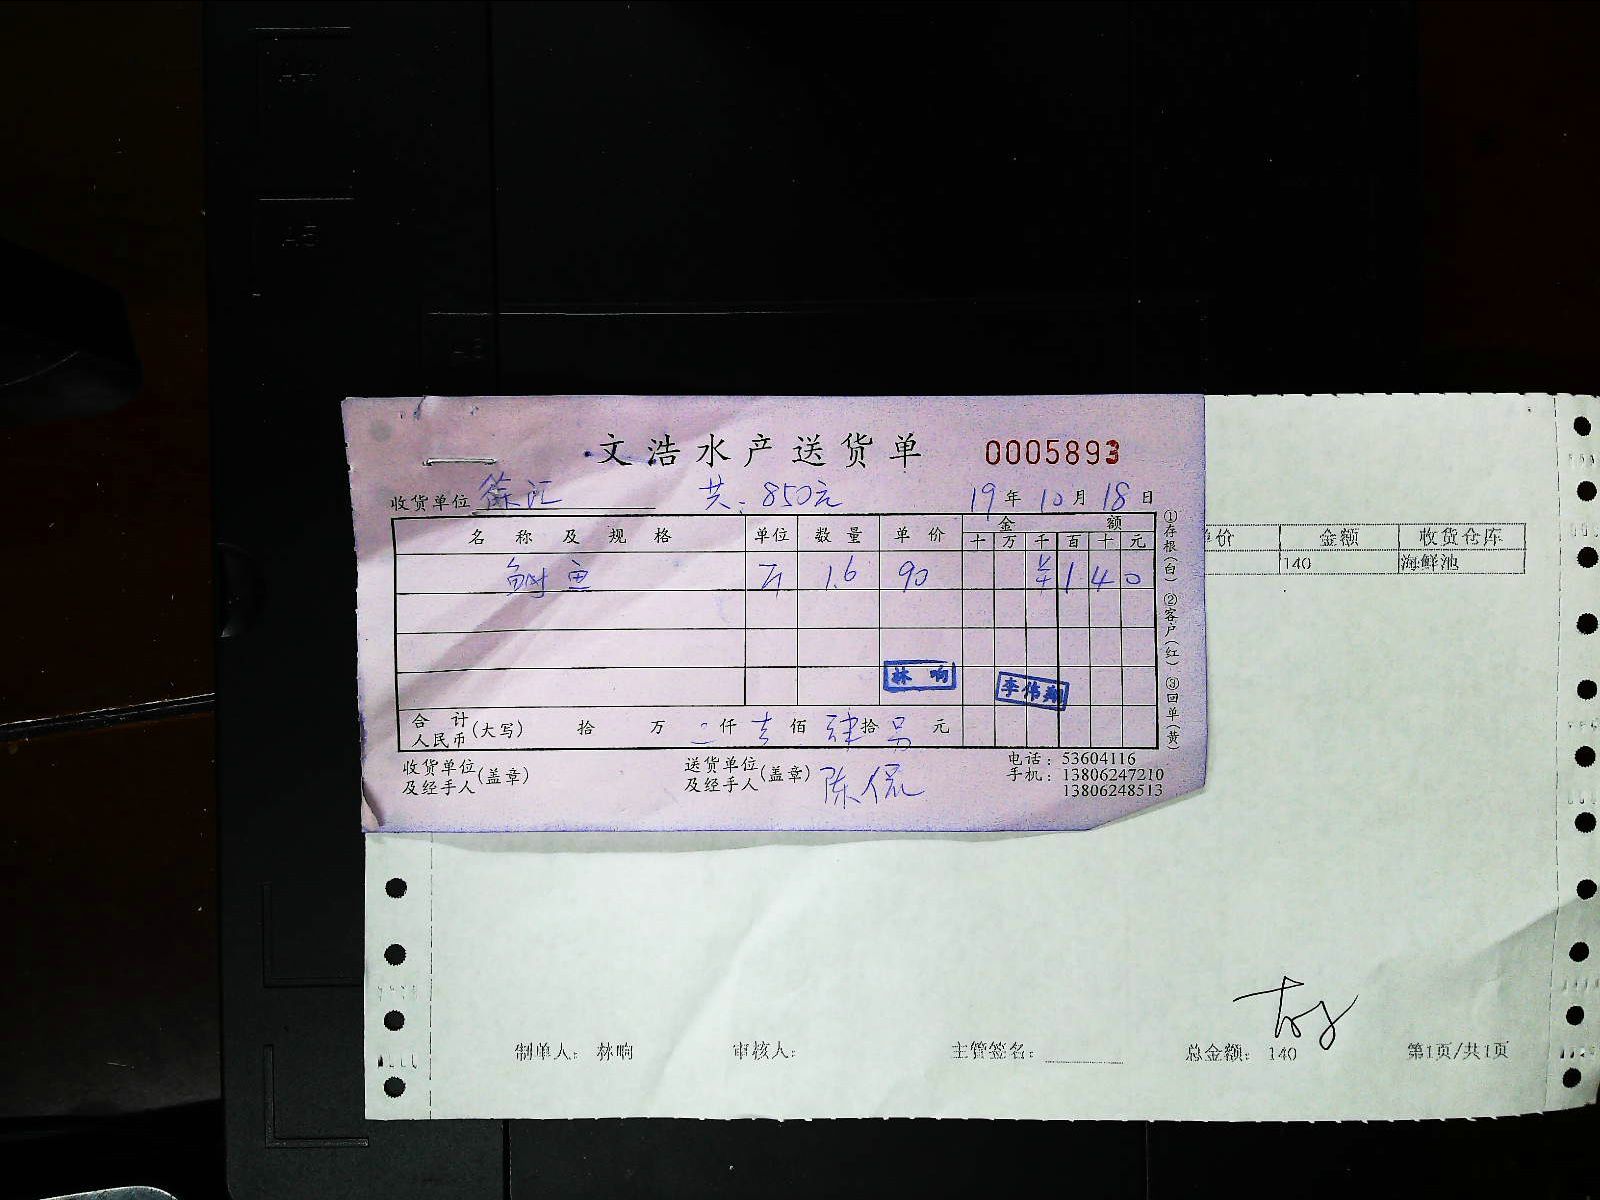 文浩水产送货单 0005893
收货单位 徐汇 共:850元 19年10月18日
名称及规格 单位 数量 单价 金额
十 万 千 百 十 元
鲥鱼 斤 1.6 90 ¥ 1 4 0
林响 李伟翔
合计人民币(大写) 拾 万 仟 壹佰 肆拾 另元
收货单位及经手人(盖章) 送货单位及经手人(盖章) 陈侃
电话:53604116
手机:13806247210
13806248513
①存根(白) ②客户(红) ③回单(黄)
单价 金额 收货仓库
140 海鲜池
制单人: 林响 审核人: 主管签名: 总金额: 140 第1页/共1页
A5